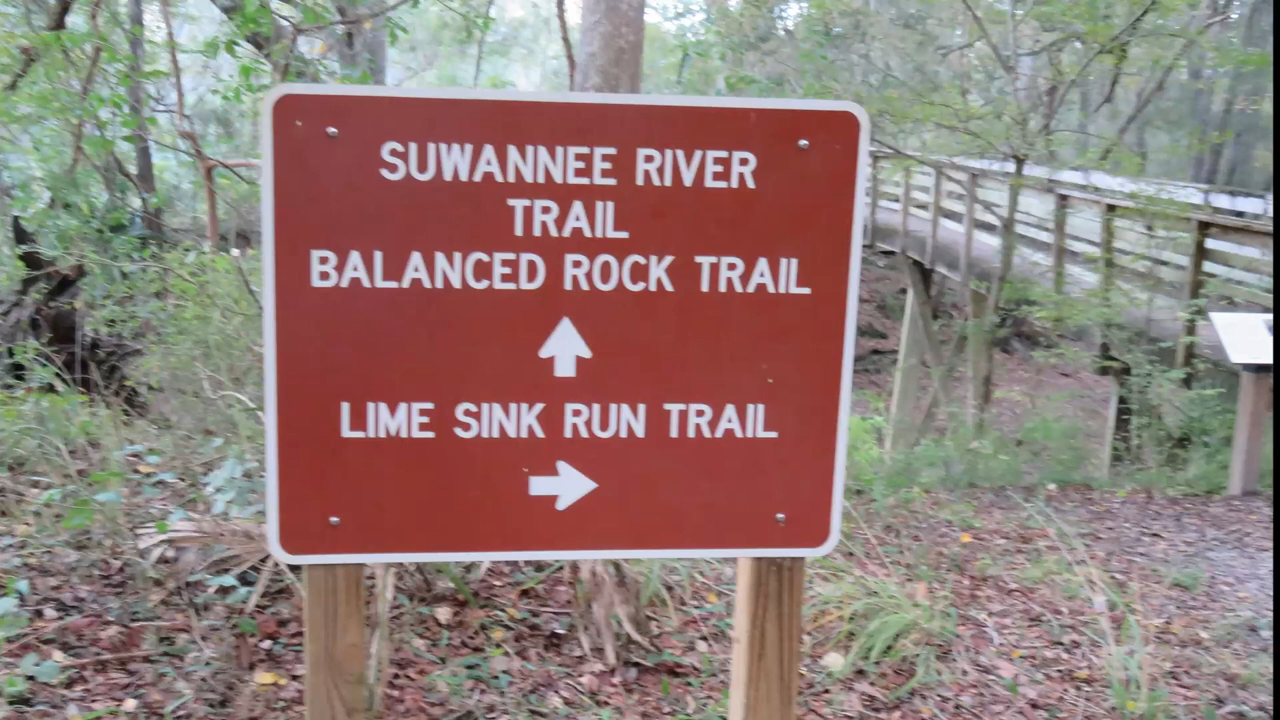 SUWANNEE RIVER
TRAIL
BALANCED ROCK TRAIL
LIME SINK RUN TRAIL